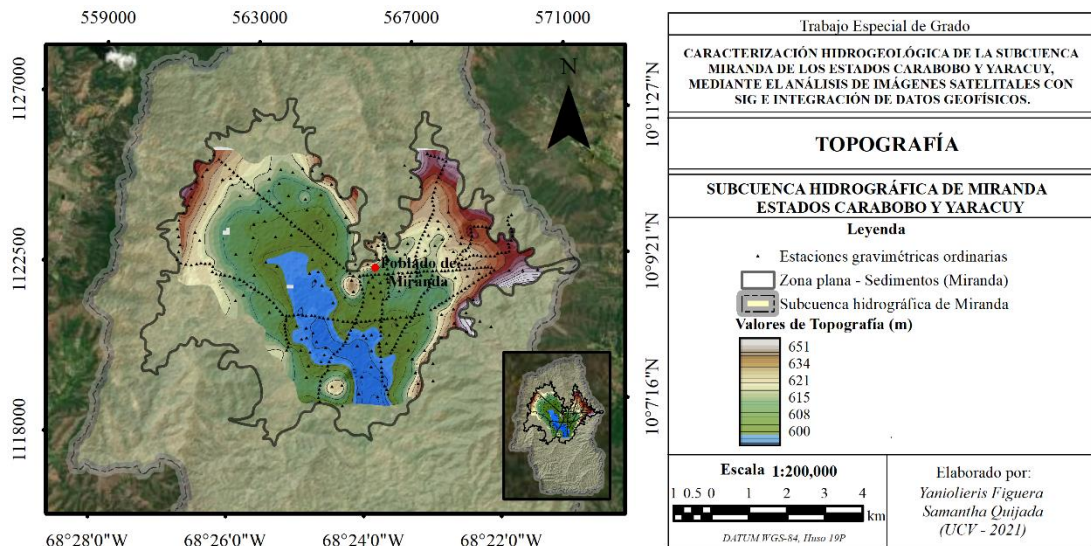 559000 563000 567000 571000
1127000
1122500
1118000
N
Poblado de
Miranda
10°11'27"N
10°9'21"N
10°7'16"N
68°28'0"W 68°26'0"W 68°24'0"W 68°22'0"W
Trabajo Especial de Grado
CARACTERIZACIÓN HIDROGEOLÓGICA DE LA SUBCUENCA
MIRANDA DE LOS ESTADOS CARABOBO Y YARACUY,
MEDIANTE EL ANÁLISIS DE IMÁGENES SATELITALES CON
SIG E INTEGRACIÓN DE DATOS GEOFÍSICOS.
TOPOGRAFÍA
SUBCUENCA HIDROGRÁFICA DE MIRANDA
ESTADOS CARABOBO Y YARACUY
Leyenda
Estaciones gravimétricas ordinarias
Zona plana - Sedimentos (Miranda)
Subcuenca hidrográfica de Miranda
Valores de Topografía (m)
651
634
621
615
608
600
Escala 1:200,000
1 0.5 0 1 2 3 4
km
DATUM WGS-84, Huso 19P
Elaborado por:
Yaniolieris Figuera
Samantha Quijada
(UCV - 2021)